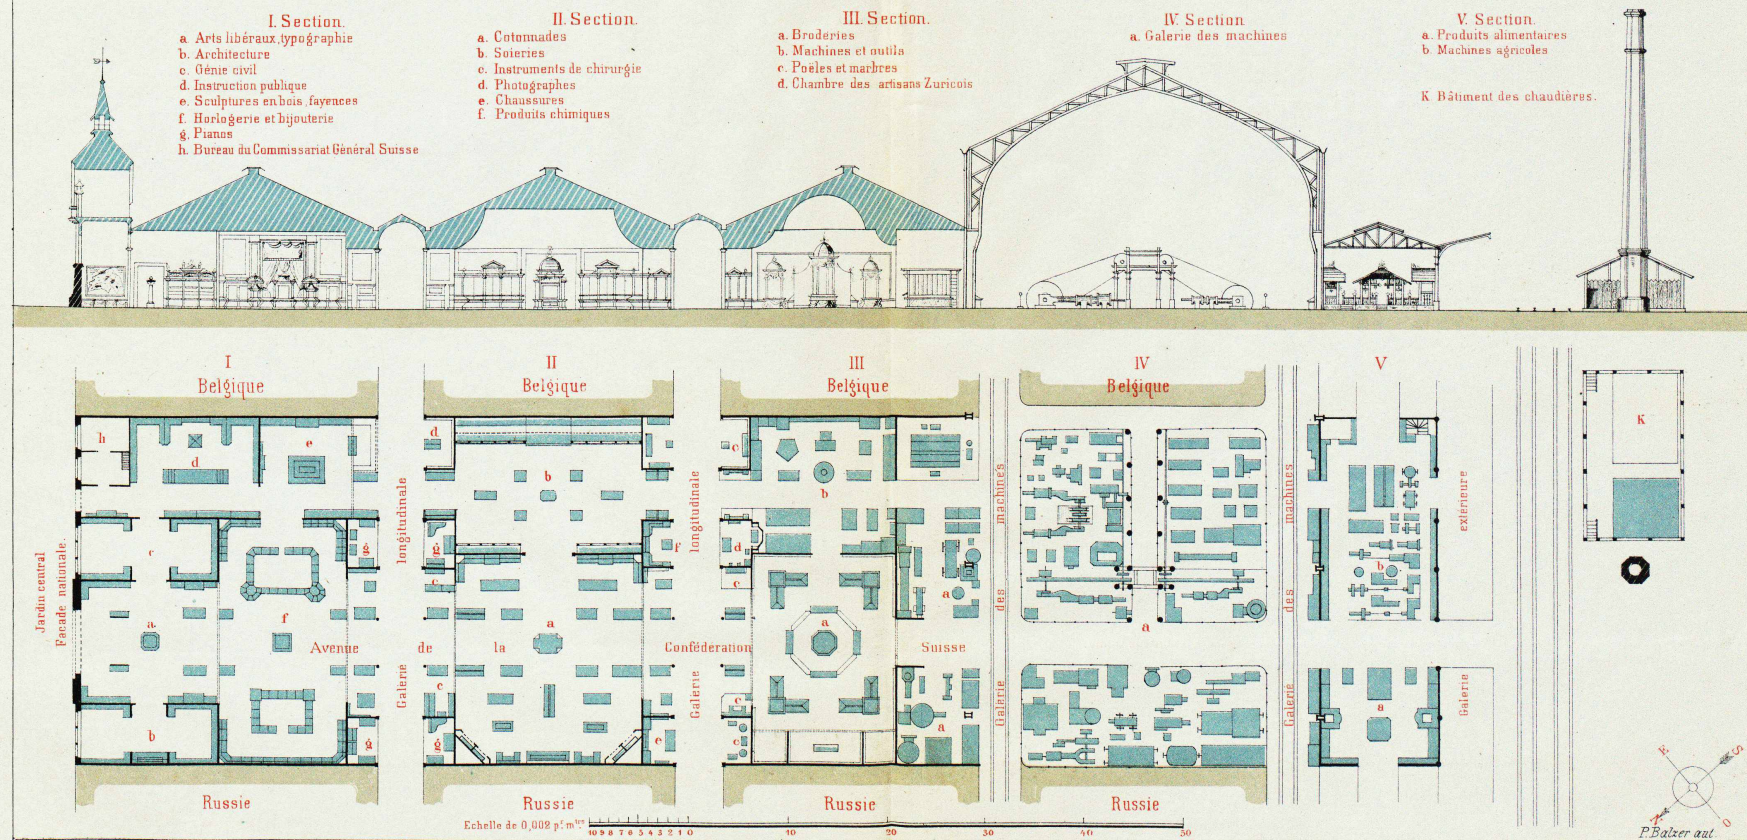 I. Section.
a. Arts libéraux, typographie
b. Architecture
c. Génie civil
d. Instruction publique
e. Sculptures en bois, fayences
f. Horlogerie et bijouterie
g. Pianos
h. Bureau du Commissariat Général Suisse
II. Section.
a. Cotonnades
b. Soieries
c. Instruments de chirurgie
d. Photographes
e. Chaussures
f. Produits chimiques
III. Section.
a. Broderies
b. Machines et outils
c. Poëles et marbres
d. Chambre des artisans Zuricois
IV. Section
a. Galerie des machines
V. Section.
a. Produits alimentaires
b. Machines agricoles
K Bâtiment des chaudières.
I
II
III
IV
V
Belgique
Belgique
Belgique
Belgique
h
d
e
d
b
c
b
K
c
g
g
f
d
c
c
a
b
a
f
a
a
a
Avenue de la Confédération Suisse
c
c
a
a
b
g
g
e
c
Jardin central
Façade nationale.
Galerie longitudinale
Galerie longitudinale
Galerie des machines
Galerie des machines
Galerie extérieure
Russie
Russie
Russie
Russie
Echelle de 0,002 p.r m.tre
10 9 8 7 6 5 4 3 2 1 0 10 20 30 40 50
E
S
N
O
P. Balzer aut.